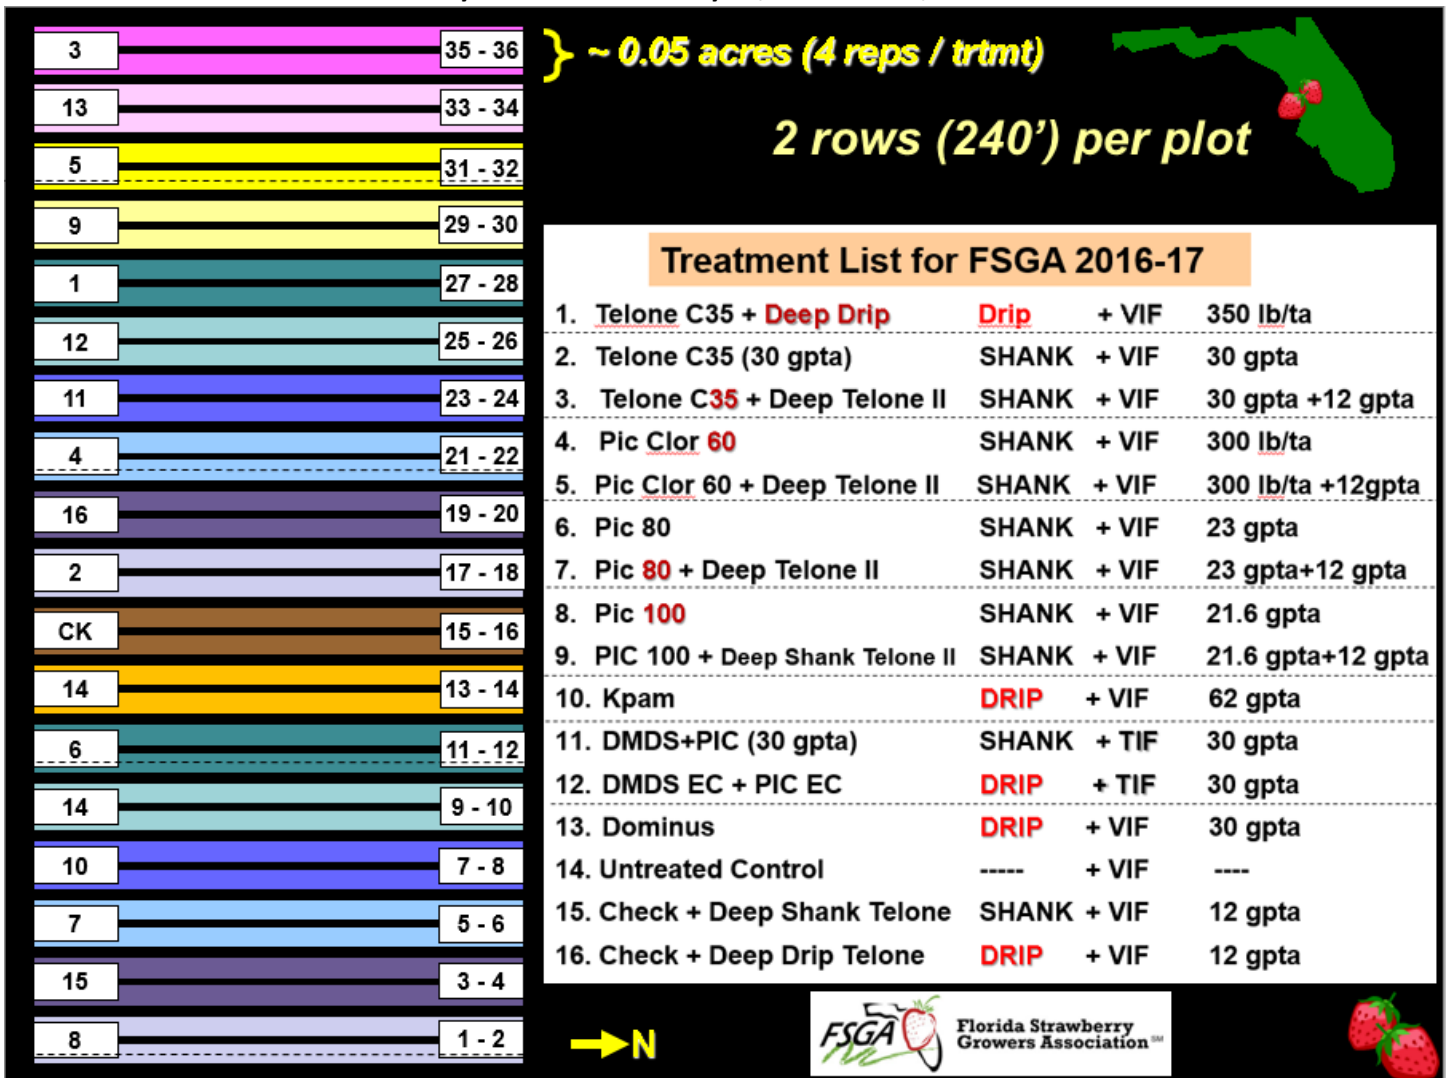 3 35 - 36
13 33 - 34
5 31 - 32
9 29 - 30
1 27 - 28
12 25 - 26
11 23 - 24
4 21 - 22
16 19 - 20
2 17 - 18
CK 15 - 16
14 13 - 14
6 11 - 12
14 9 - 10
10 7 - 8
7 5 - 6
15 3 - 4
8 1 - 2
~ 0.05 acres (4 reps / trtmt)
2 rows (240’) per plot
Treatment List for FSGA 2016-17
1. Telone C35 + Deep Drip Drip + VIF 350 lb/ta
2. Telone C35 (30 gpta) SHANK + VIF 30 gpta
3. Telone C35 + Deep Telone II SHANK + VIF 30 gpta +12 gpta
4. Pic Clor 60 SHANK + VIF 300 lb/ta
5. Pic Clor 60 + Deep Telone II SHANK + VIF 300 lb/ta +12gpta
6. Pic 80 SHANK + VIF 23 gpta
7. Pic 80 + Deep Telone II SHANK + VIF 23 gpta+12 gpta
8. Pic 100 SHANK + VIF 21.6 gpta
9. PIC 100 + Deep Shank Telone II SHANK + VIF 21.6 gpta+12 gpta
10. Kpam DRIP + VIF 62 gpta
11. DMDS+PIC (30 gpta) SHANK + TIF 30 gpta
12. DMDS EC + PIC EC DRIP + TIF 30 gpta
13. Dominus DRIP + VIF 30 gpta
14. Untreated Control ----- + VIF ----
15. Check + Deep Shank Telone SHANK + VIF 12 gpta
16. Check + Deep Drip Telone DRIP + VIF 12 gpta
N
FSGA
Florida Strawberry
Growers Association℠